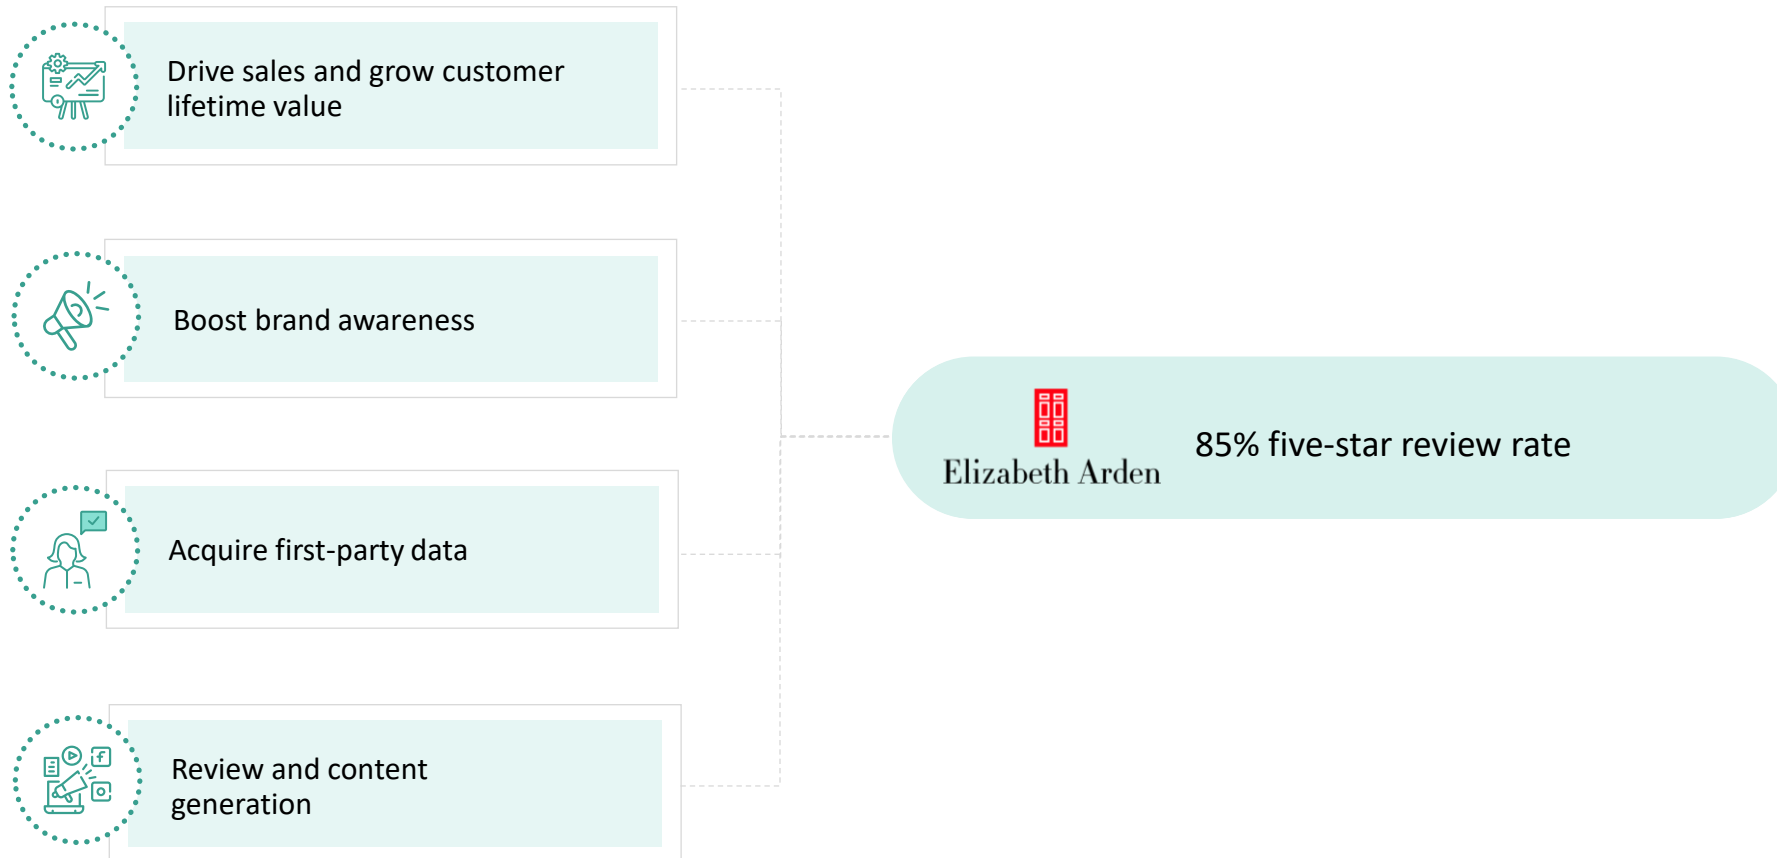 Drive sales and grow customer
lifetime value
Boost brand awareness
Elizabeth Arden
85% five-star review rate
Acquire first-party data
Review and content
generation